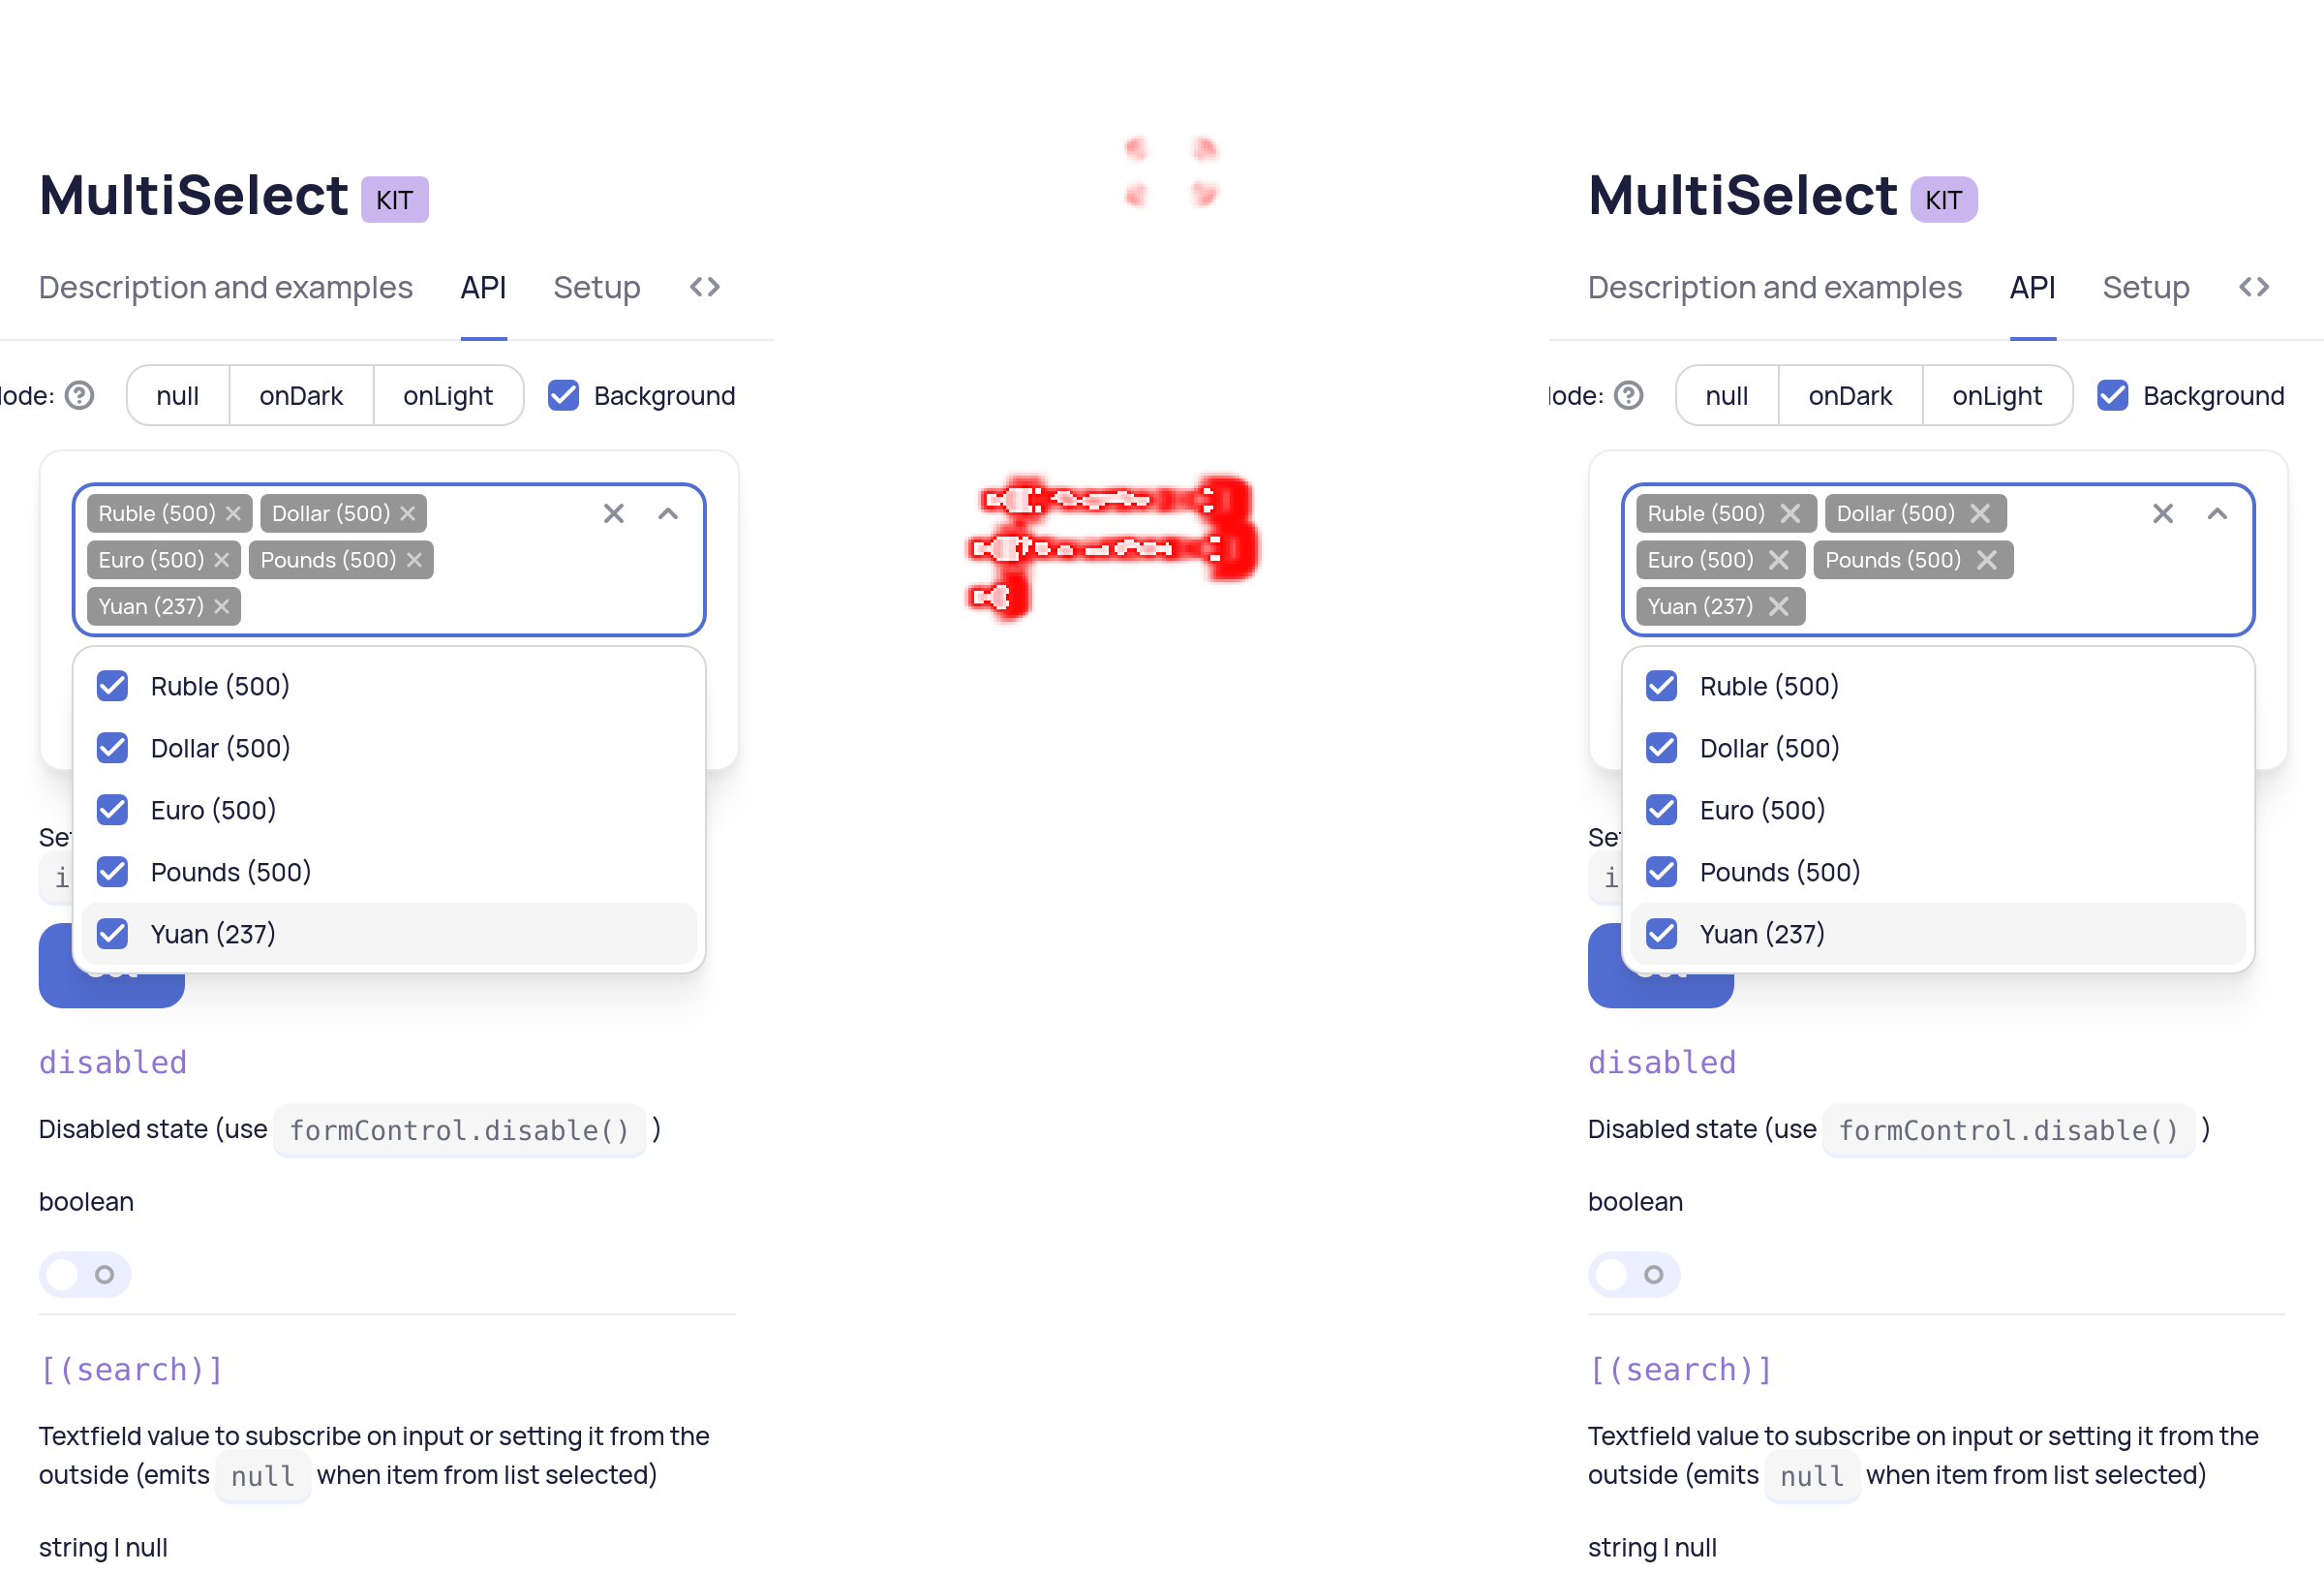 MultiSelect KIT
Description and examples API Setup
ode: null onDark onLight Background
Ruble (500) Dollar (500)
Euro (500) Pounds (500)
Yuan (237)
Ruble (500)
Dollar (500)
Euro (500)
Pounds (500)
Yuan (237)
Se
i
disabled
Disabled state (use formControl.disable() )
boolean
[(search)]
Textfield value to subscribe on input or setting it from the
outside (emits null when item from list selected)
string | null
MultiSelect KIT
Description and examples API Setup
ode: null onDark onLight Background
Ruble (500) Dollar (500)
Euro (500) Pounds (500)
Yuan (237)
Ruble (500)
Dollar (500)
Euro (500)
Pounds (500)
Yuan (237)
Se
i
disabled
Disabled state (use formControl.disable() )
boolean
[(search)]
Textfield value to subscribe on input or setting it from the
outside (emits null when item from list selected)
string | null